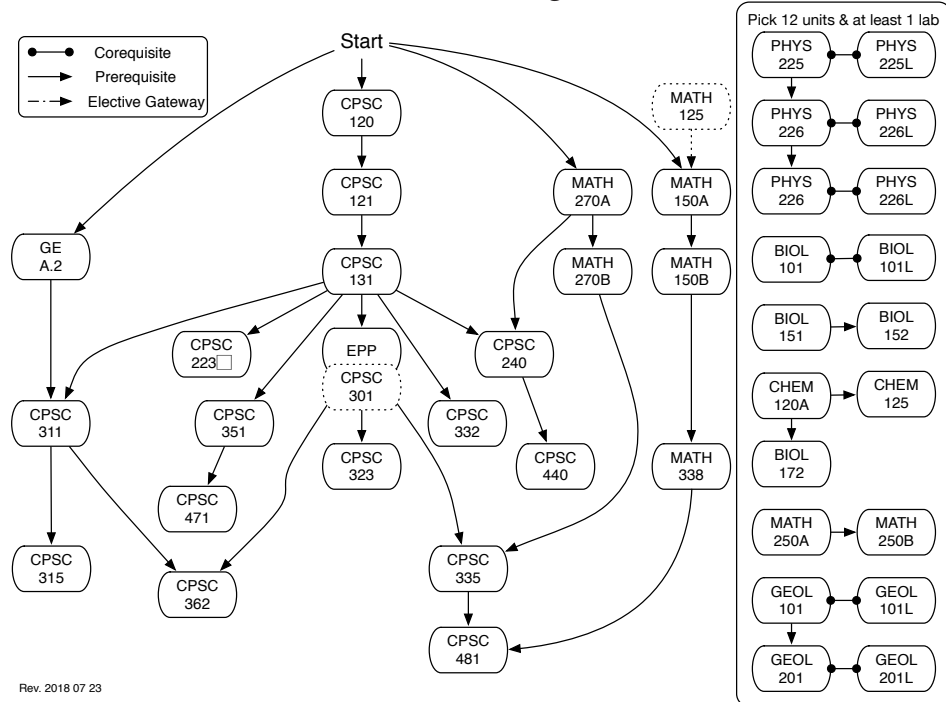 Pick 12 units & at least 1 lab
Corequisite
Prerequisite
Elective Gateway
Start
CPSC
120
MATH
125
CPSC
121
MATH
270A
MATH
150A
GE
A.2
CPSC
131
MATH
270B
MATH
150B
CPSC
223
EPP
CPSC
301
CPSC
240
CPSC
311
CPSC
351
CPSC
332
CPSC
323
CPSC
440
MATH
338
CPSC
471
CPSC
315
CPSC
362
CPSC
335
CPSC
481
PHYS
225
PHYS
225L
PHYS
226
PHYS
226L
PHYS
226
PHYS
226L
BIOL
101
BIOL
101L
BIOL
151
BIOL
152
CHEM
120A
CHEM
125
BIOL
172
MATH
250A
MATH
250B
GEOL
101
GEOL
101L
GEOL
201
GEOL
201L
Rev. 2018 07 23